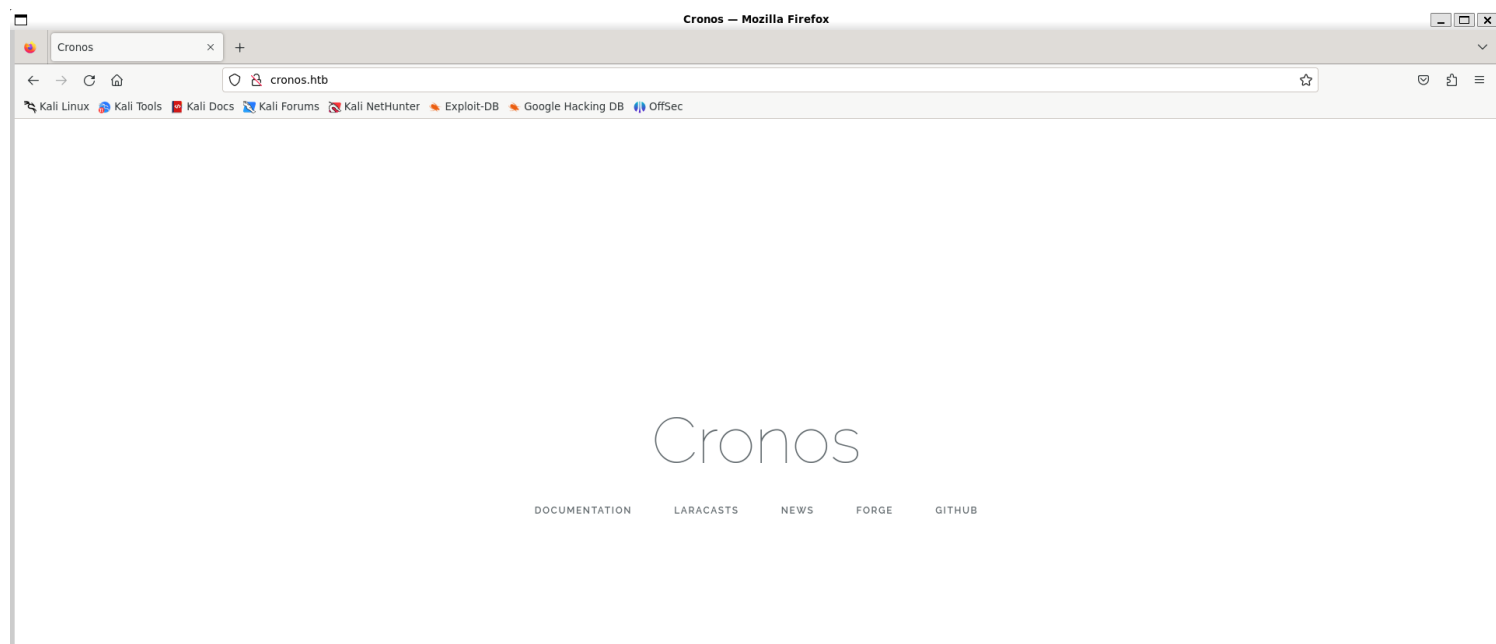 Cronos — Mozilla Firefox
Cronos
cronos.htb
Kali Linux Kali Tools Kali Docs Kali Forums Kali NetHunter Exploit-DB Google Hacking DB OffSec
Cronos
DOCUMENTATION LARACASTS NEWS FORGE GITHUB